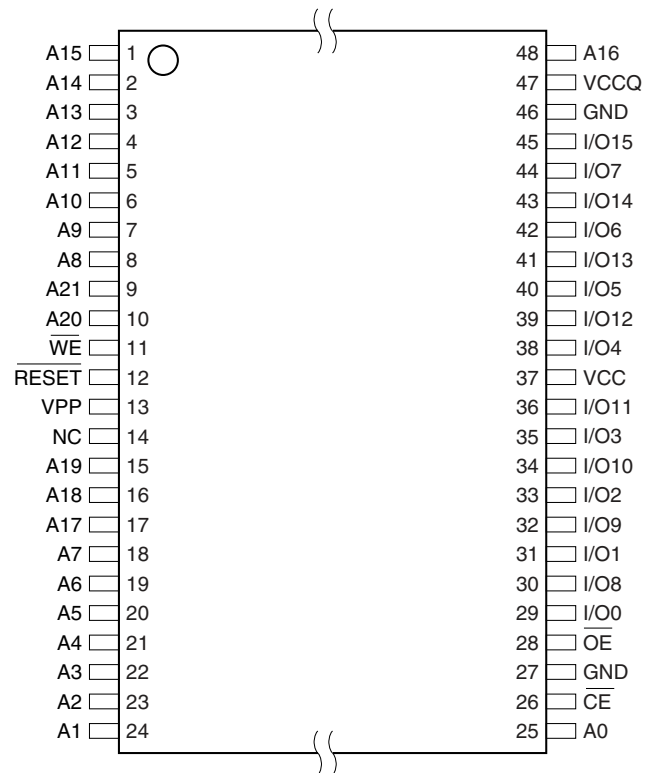 A15 1 48 A16
A14 2 47 VCCQ
A13 3 46 GND
A12 4 45 I/O15
A11 5 44 I/O7
A10 6 43 I/O14
A9 7 42 I/O6
A8 8 41 I/O13
A21 9 40 I/O5
A20 10 39 I/O12
W̅E̅ 11 38 I/O4
R̅E̅S̅E̅T̅ 12 37 VCC
VPP 13 36 I/O11
NC 14 35 I/O3
A19 15 34 I/O10
A18 16 33 I/O2
A17 17 32 I/O9
A7 18 31 I/O1
A6 19 30 I/O8
A5 20 29 I/O0
A4 21 28 O̅E̅
A3 22 27 GND
A2 23 26 C̅E̅
A1 24 25 A0